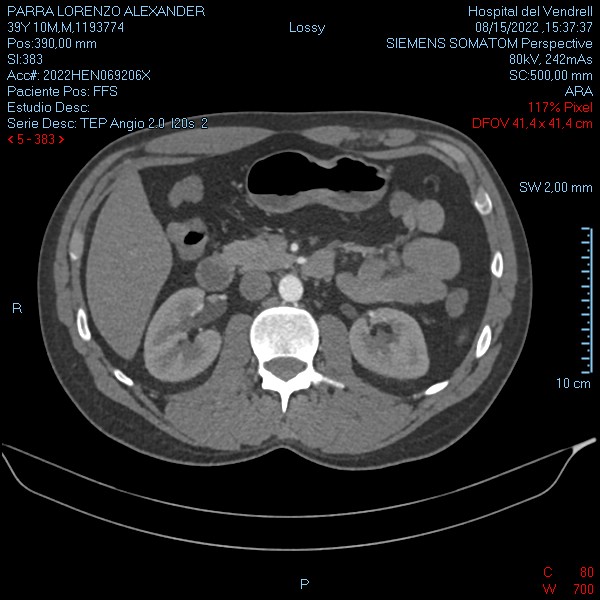 PARRA LORENZO ALEXANDER
39Y 10M,M,1193774
Pos:390,00 mm
SI:383
Acc#: 2022HEN069206X
Paciente Pos: FFS
Estudio Desc:
Serie Desc: TEP Angio 2.0 I20s 2
< 5 - 383 >
Lossy
Hospital del Vendrell
08/15/2022 ,15:37:37
SIEMENS SOMATOM Perspective
80kV, 242mAs
SC:500,00 mm
ARA
117% Pixel
DFOV 41,4 x 41,4 cm
SW 2,00 mm
R
10 cm
P
C 80
W 700